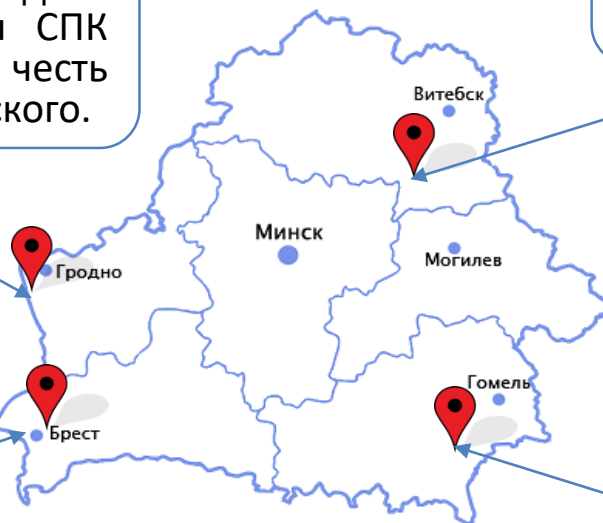 СПК
честь
ского.
Витебск
Минск
Могилев
Гродно
Гомель
Брест